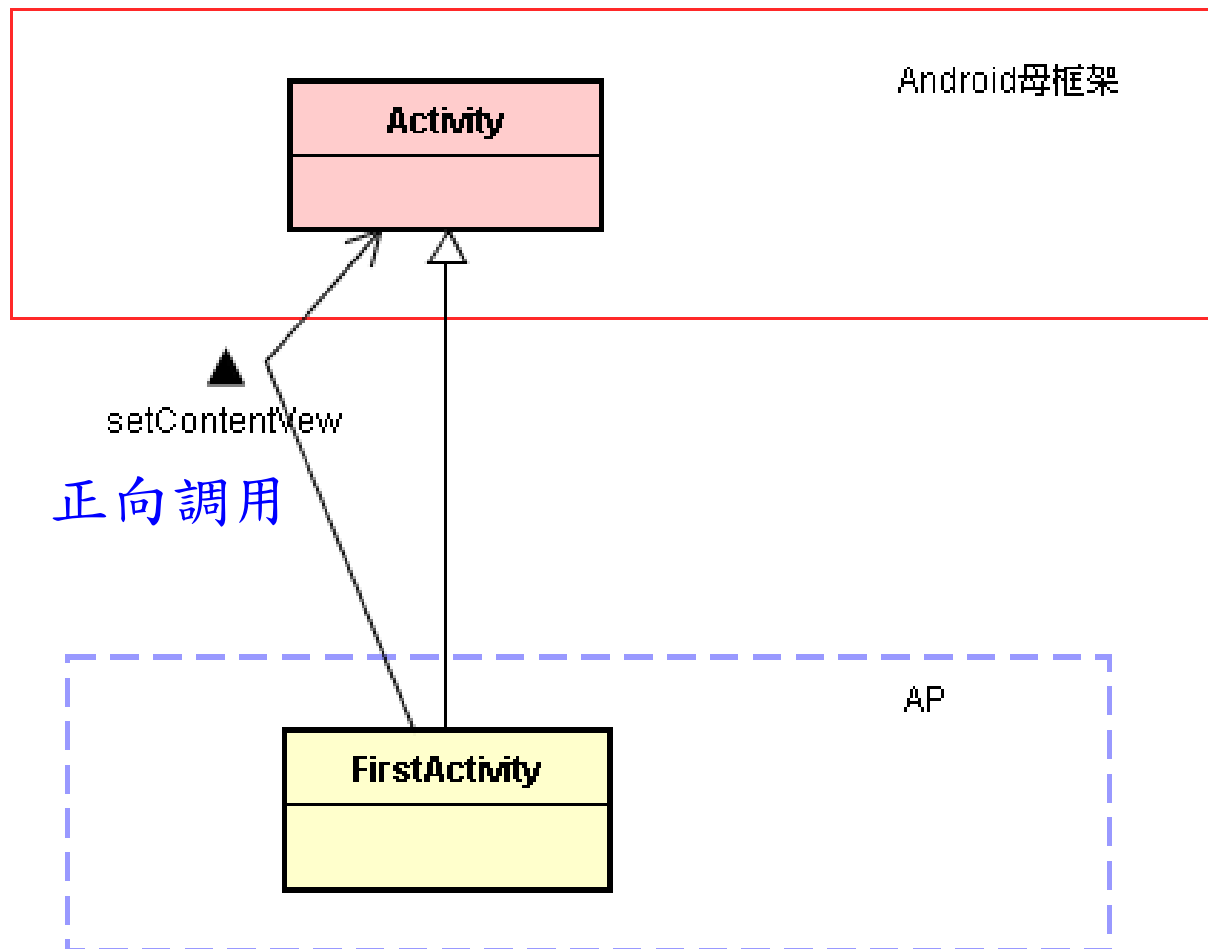 Android母框架
Activity
setContentView
正向調用
AP
FirstActivity